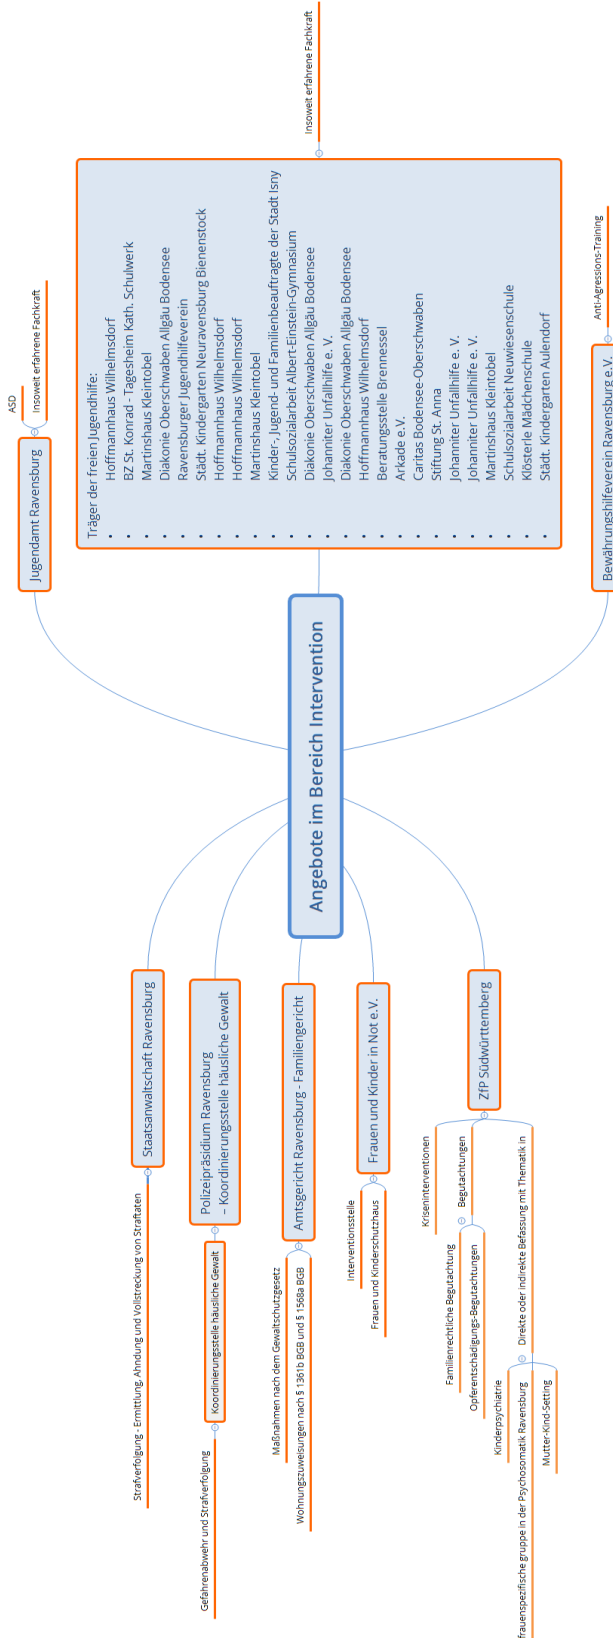 Angebote im Bereich Intervention
Jugendamt Ravensburg
ASD
Insoweit erfahrene Fachkraft
Träger der freien Jugendhilfe:
• Hoffmannhaus Wilhelmsdorf
• BZ St. Konrad - Tagesheim Kath. Schulwerk
• Martinshaus Kleintobel
• Diakonie Oberschwaben Allgäu Bodensee
• Ravensburger Jugendhilfeverein
• Städt. Kindergarten Neuravensburg Bienenstock
• Hoffmannhaus Wilhelmsdorf
• Hoffmannhaus Wilhelmsdorf
• Martinshaus Kleintobel
• Kinder-, Jugend- und Familienbeauftragte der Stadt Isny
• Schulsozialarbeit Albert-Einstein-Gymnasium
• Diakonie Oberschwaben Allgäu Bodensee
• Johanniter Unfallhilfe e. V.
• Diakonie Oberschwaben Allgäu Bodensee
• Hoffmannhaus Wilhelmsdorf
• Beratungsstelle Brennessel
• Arkade e.V.
• Caritas Bodensee-Oberschwaben
• Stiftung St. Anna
• Johanniter Unfallhilfe e. V.
• Johanniter Unfallhilfe e. V.
• Martinshaus Kleintobel
• Schulsozialarbeit Neuwiesenschule
• Klösterle Mädchenschule
• Städt. Kindergarten Aulendorf
Insoweit erfahrene Fachkraft
Bewährungshilfeverein Ravensburg e.V.
Anti-Agressions-Training
Staatsanwaltschaft Ravensburg
Strafverfolgung - Ermittlung, Ahndung und Vollstreckung von Straftaten
Polizeipräsidium Ravensburg
– Koordinierungsstelle häusliche Gewalt
Koordinierungsstelle häusliche Gewalt
Gefahrenabwehr und Strafverfolgung
Amtsgericht Ravensburg - Familiengericht
Maßnahmen nach dem Gewaltschutzgesetz
Wohnungszuweisungen nach § 1361b BGB und § 1568a BGB
Frauen und Kinder in Not e.V.
Interventionsstelle
Frauen und Kinderschutzhaus
ZfP Südwürttemberg
Kriseninterventionen
Begutachtungen
Familienrechtliche Begutachtung
Opferentschädigungs-Begutachtungen
Direkte oder indirekte Befassung mit Thematik in
Kinderpsychiatrie
frauenspezifische gruppe in der Psychosomatik Ravensburg
Mutter-Kind-Setting